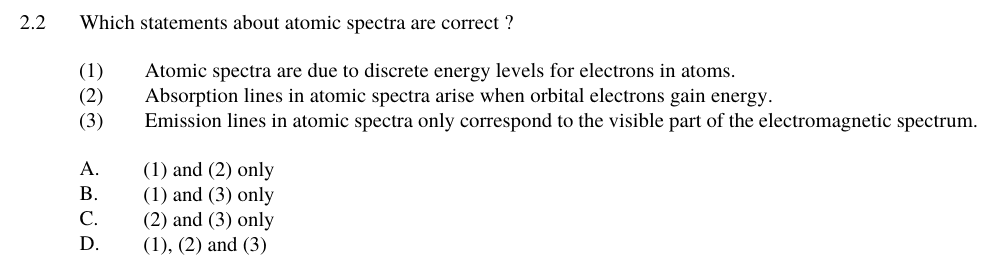 2.2 Which statements about atomic spectra are correct ?
(1) Atomic spectra are due to discrete energy levels for electrons in atoms.
(2) Absorption lines in atomic spectra arise when orbital electrons gain energy.
(3) Emission lines in atomic spectra only correspond to the visible part of the electromagnetic spectrum.
A. (1) and (2) only
B. (1) and (3) only
C. (2) and (3) only
D. (1), (2) and (3)